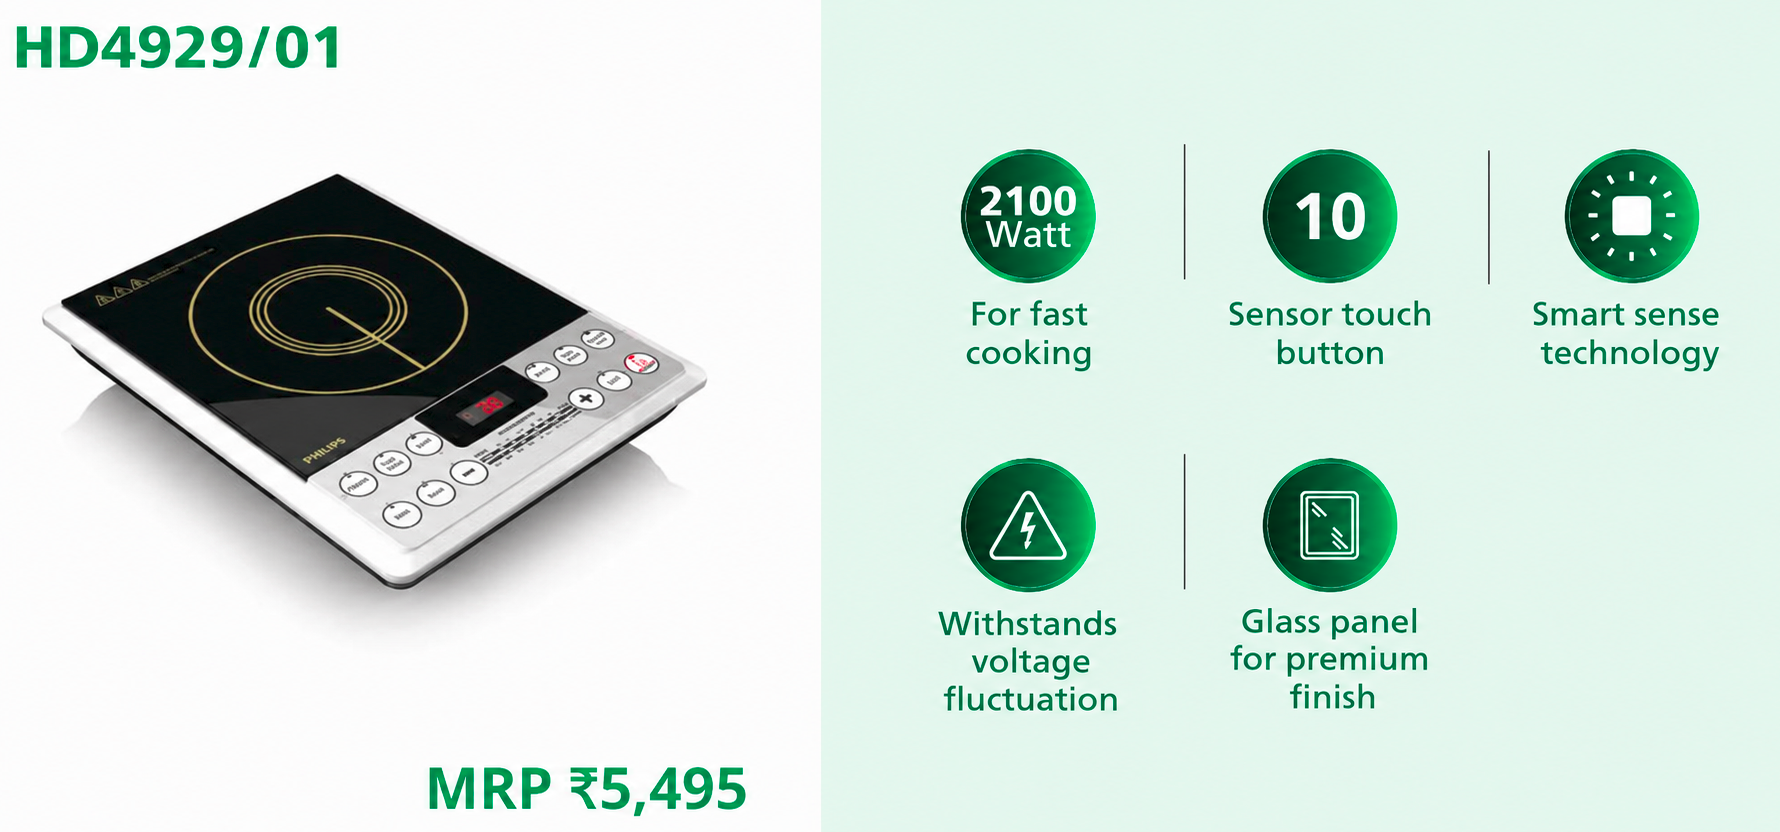 HD4929/01
PHILIPS
MRP ₹5,495
2100
Watt
For fast
cooking
10
Sensor touch
button
Smart sense
technology
Withstands
voltage
fluctuation
Glass panel
for premium
finish